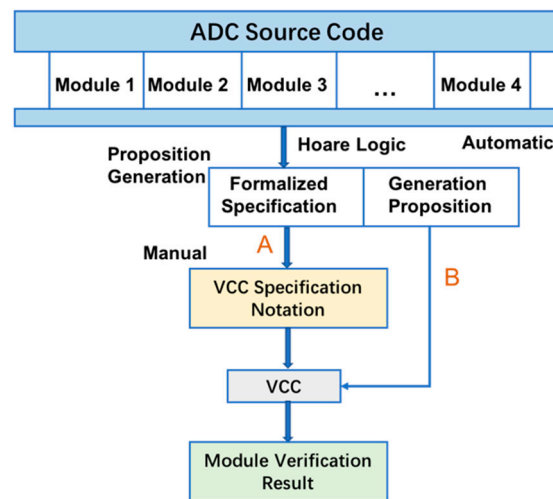 ADC Source Code
Module 1 Module 2 Module 3 ... Module 4
Hoare Logic Automatic
Proposition
Generation
Formalized
Specification
Generation
Proposition
A
Manual
B
VCC Specification
Notation
VCC
Module Verification
Result